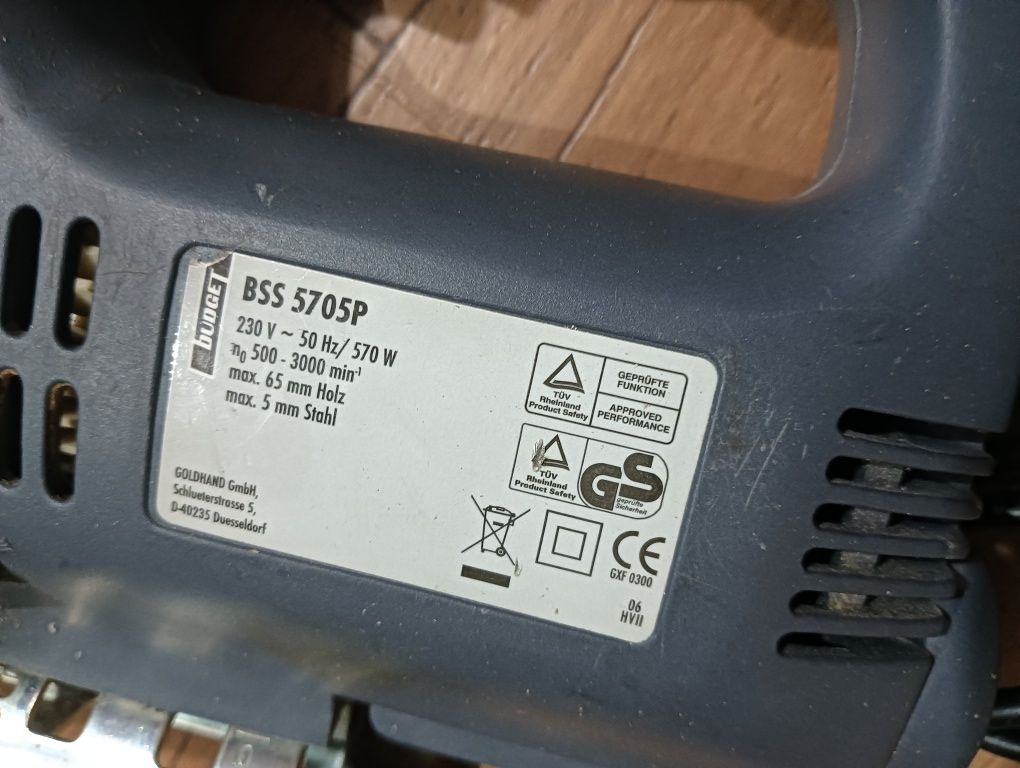 BUDGET
BSS 5705P
230 V ~ 50 Hz/ 570 W
n₀ 500 - 3000 min⁻¹
max. 65 mm Holz
max. 5 mm Stahl
GOLDHAND GmbH,
Schlueterstrasse 5,
D-40235 Duesseldorf
TÜV
Rheinland
Product Safety
GEPRÜFTE
FUNKTION
APPROVED
PERFORMANCE
TÜV
Rheinland
Product Safety
GS
geprüfte
Sicherheit
CE
GXF 0300
06
HVII